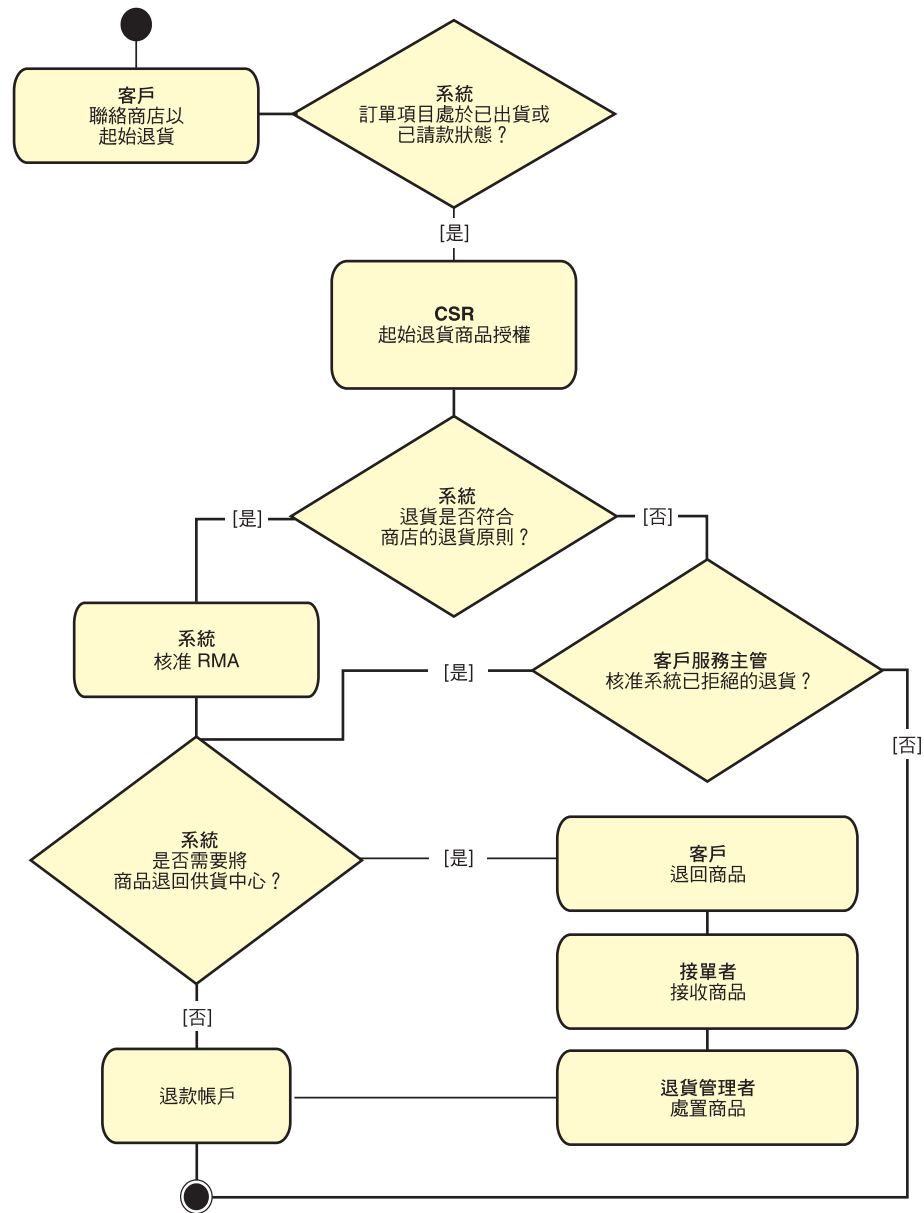 客戶
聯絡商店以
起始退貨
系統
訂單項目處於已出貨或
已請款狀態？
[是]
CSR
起始退貨商品授權
系統
退貨是否符合
商店的退貨原則？
[是]
[否]
系統
核准 RMA
客戶服務主管
核准系統已拒絕的退貨？
[是]
[否]
系統
是否需要將
商品退回供貨中心？
[是]
客戶
退回商品
接單者
接收商品
[否]
退款帳戶
退貨管理者
處置商品